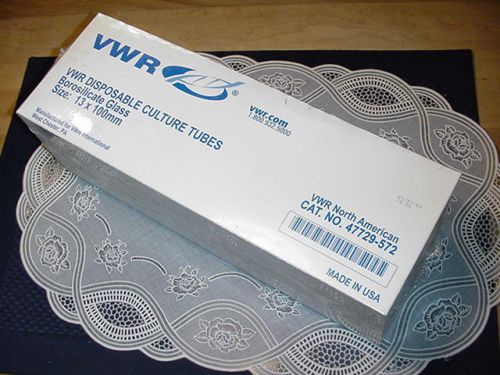 VWR
VWR DISPOSABLE CULTURE TUBES
Borosilicate Glass
Size: 13 x 100mm
Manufactured for VWR International
West Chester, PA
vwr.com
1.800.932.5000
VWR North American
CAT. NO. 47729-572
MADE IN USA